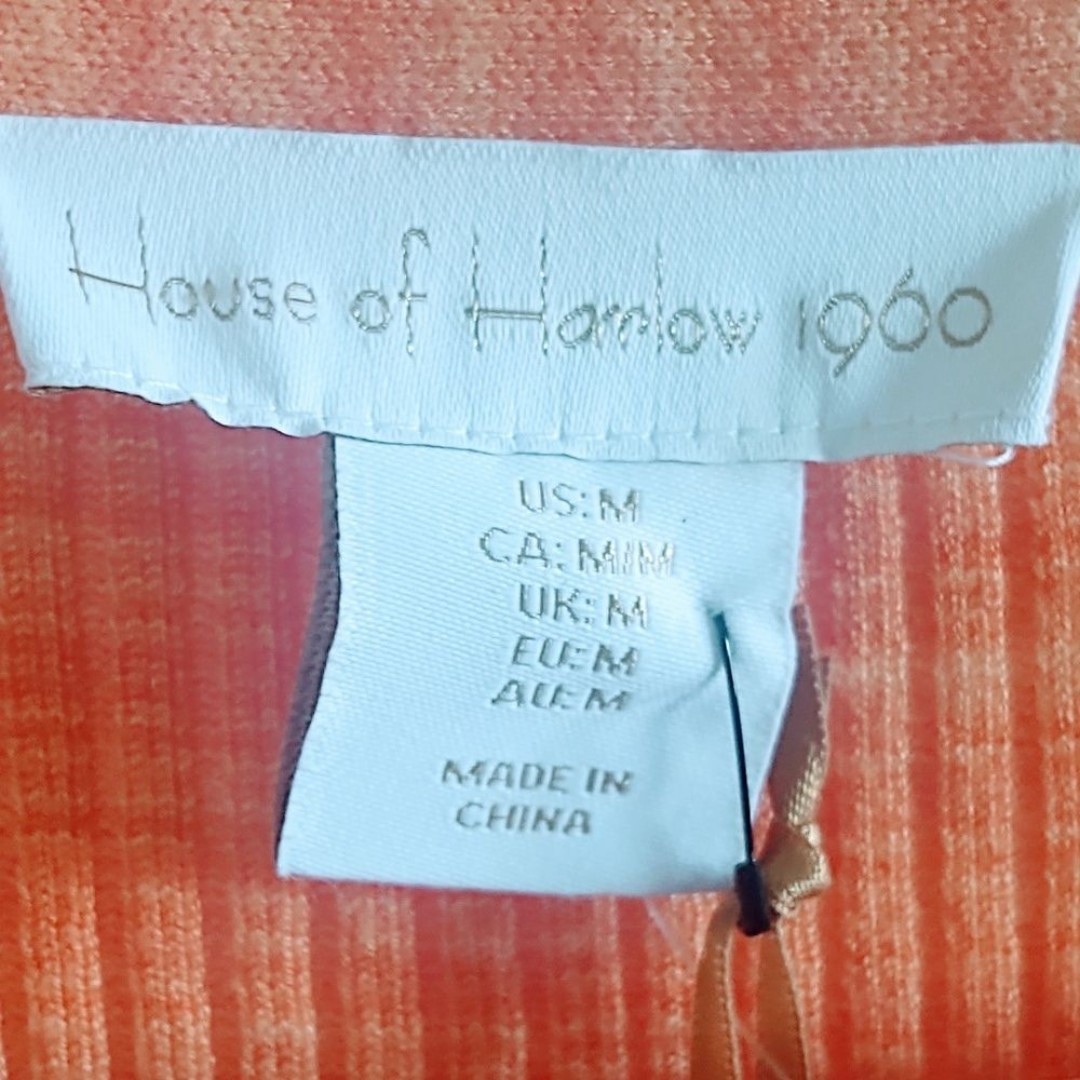 House of Harlow 1960
US: M
CA: M/M
UK: M
EU: M
AU: M
MADE IN
CHINA